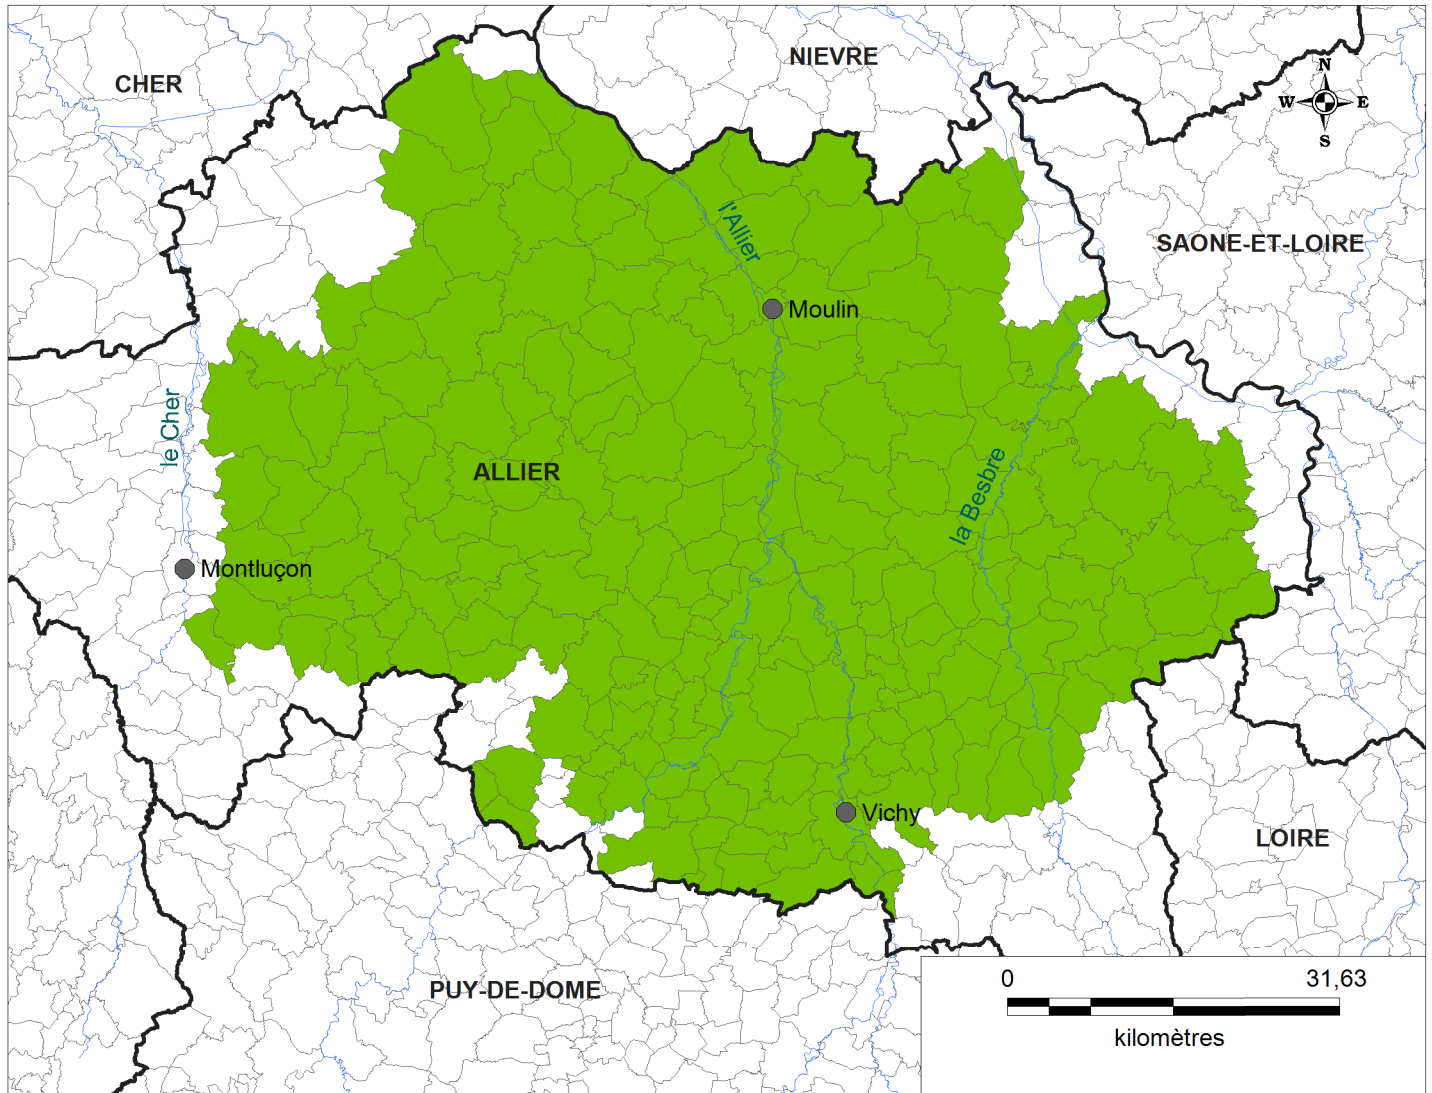 NIEVRE
CHER
N
W E
S
l'Allier
SAONE-ET-LOIRE
Moulin
le Cher
ALLIER
la Besbre
Montluçon
Vichy
LOIRE
PUY-DE-DOME
0 31,63
kilomètres